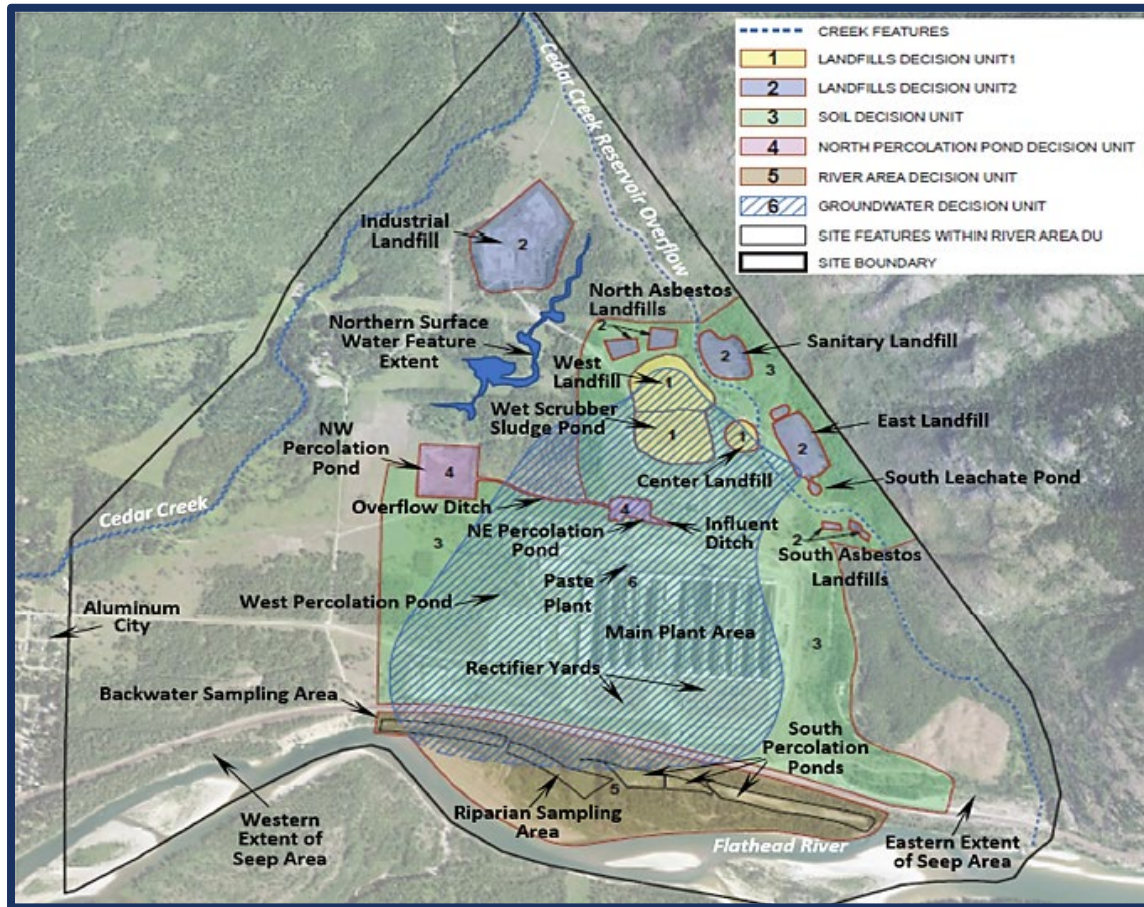 CREEK FEATURES
1 LANDFILLS DECISION UNIT1
2 LANDFILLS DECISION UNIT2
3 SOIL DECISION UNIT
4 NORTH PERCOLATION POND DECISION UNIT
5 RIVER AREA DECISION UNIT
6 GROUNDWATER DECISION UNIT
SITE FEATURES WITHIN RIVER AREA DU
SITE BOUNDARY
Cedar Creek Reservoir Overflow
Industrial
Landfill
2
North Asbestos
Landfills
2
Northern Surface
Water Feature
Extent
Sanitary Landfill
2
3
West
Landfill
1
Wet Scrubber
Sludge Pond
1
1
East Landfill
2
NW
Percolation
Pond
4
Center Landfill
South Leachate Pond
Cedar Creek
Overflow Ditch
4
NE Percolation
Pond
Influent
Ditch
2
South Asbestos
Landfills
3
Paste
Plant
6
West Percolation Pond
Aluminum
City
Main Plant Area
3
Rectifier Yards
Backwater Sampling Area
South
Percolation
Ponds
5
Riparian Sampling
Area
Western
Extent of
Seep Area
Flathead River
Eastern Extent
of Seep Area